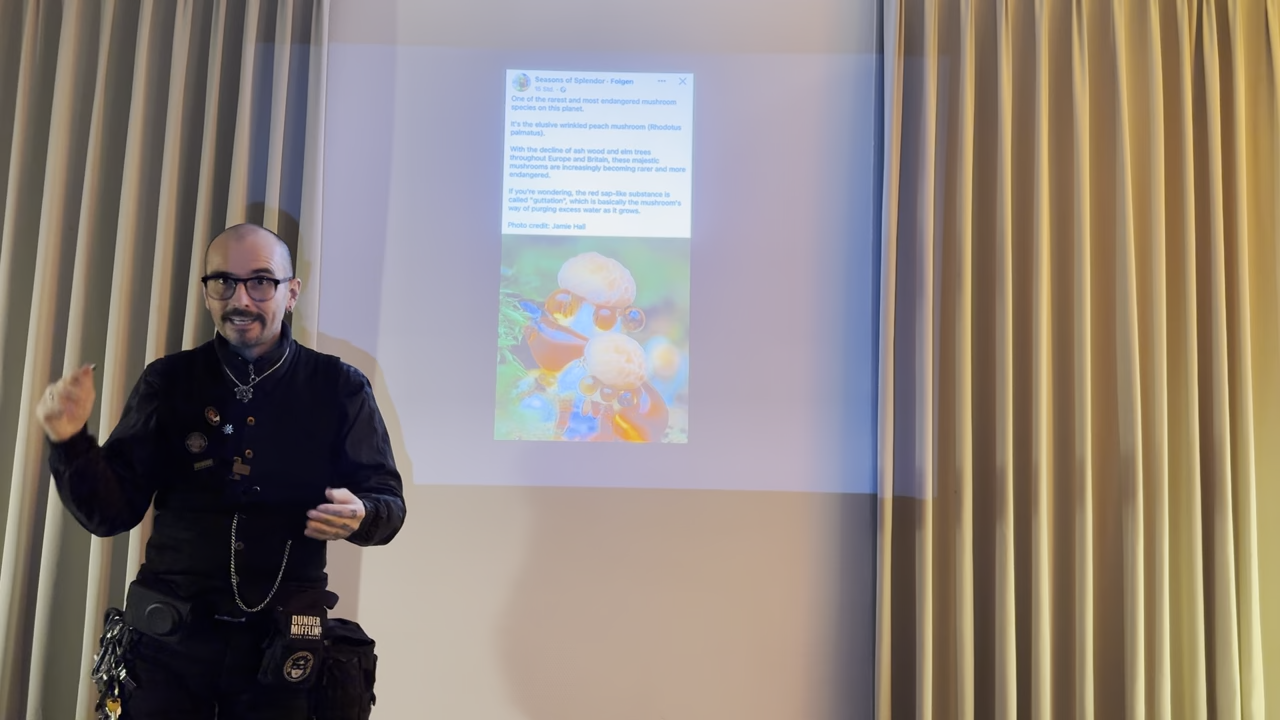 Seasons of Splendor · Folgen
15 Std ·
One of the rarest and most endangered mushroom
species on this planet.
It's the elusive wrinkled peach mushroom (Rhodotus
palmatus).
With the decline of ash wood and elm trees
throughout Europe and Britain, these majestic
mushrooms are increasingly becoming rarer and more
endangered.
If you're wondering, the red sap-like substance is
called "guttation", which is basically the mushroom's
way of purging excess water as it grows.
Photo credit: Jamie Hall
DUNDER
MIFFLIN
PAPER COMPANY